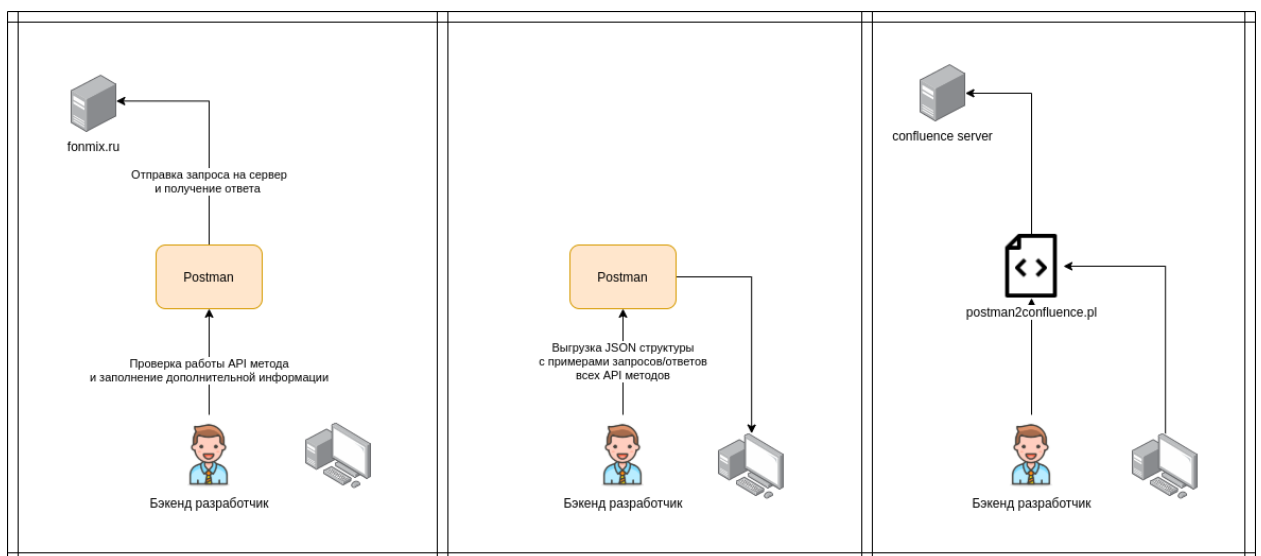 fonmix.ru
Отправка запроса на сервер
и получение ответа
Postman
Проверка работы API метода
и заполнение дополнительной информации
Бэкенд разработчик
Postman
Выгрузка JSON структуры
с примерами запросов/ответов
всех API методов
Бэкенд разработчик
confluence server
postman2confluence.pl
Бэкенд разработчик